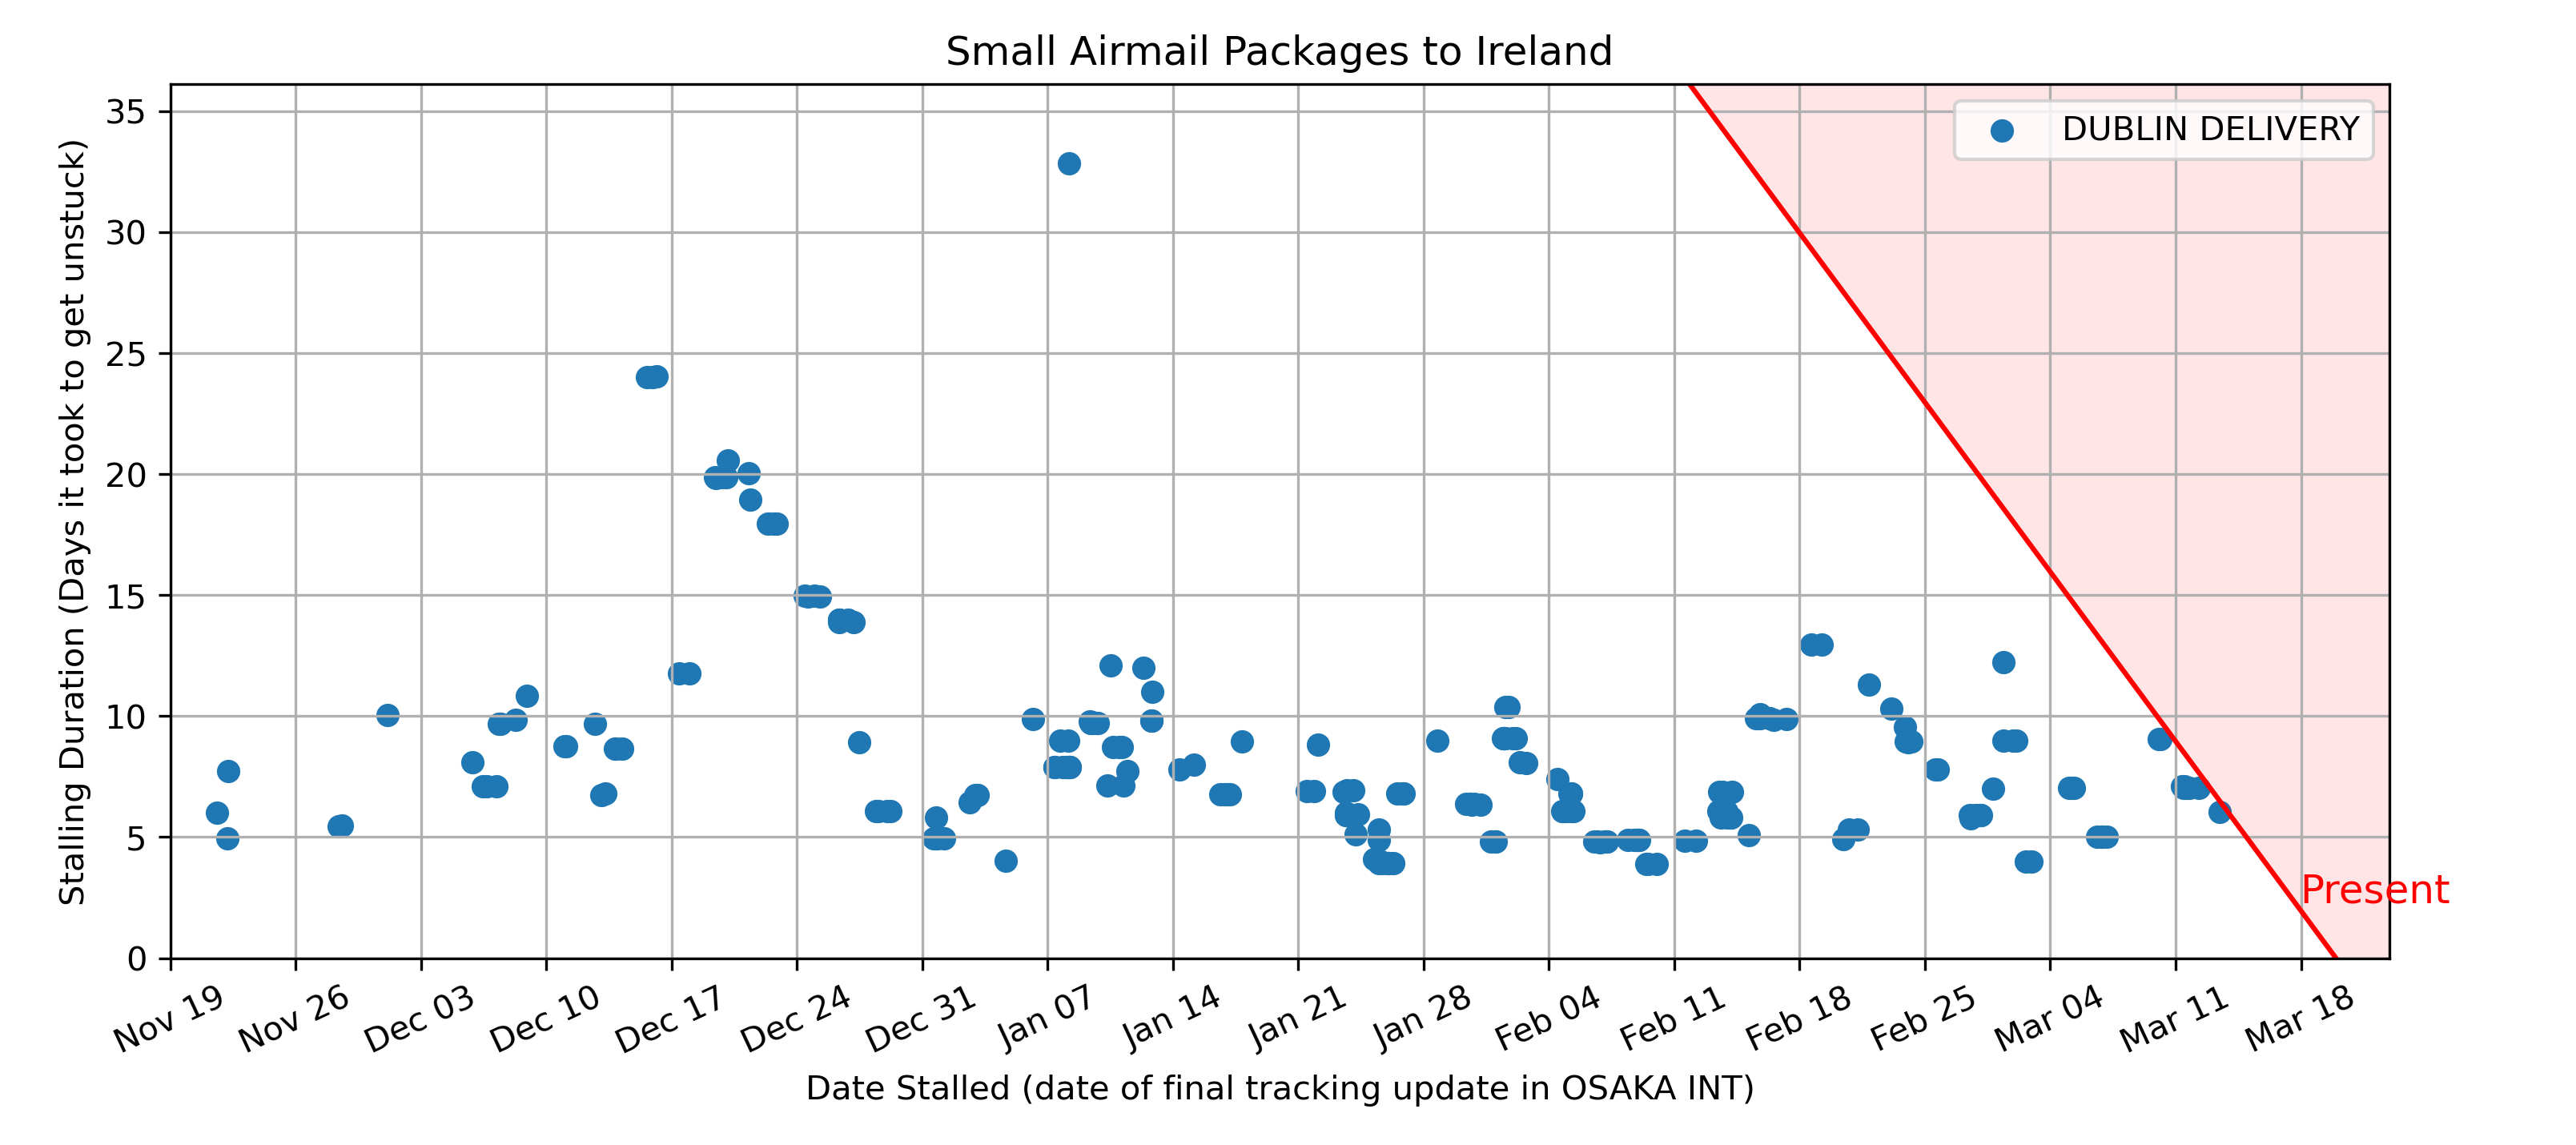 Small Airmail Packages to Ireland
DUBLIN DELIVERY
Stalling Duration (Days it took to get unstuck)
35
30
25
20
15
10
5
0
Present
Nov 19
Nov 26
Dec 03
Dec 10
Dec 17
Dec 24
Dec 31
Jan 07
Jan 14
Jan 21
Jan 28
Feb 04
Feb 11
Feb 18
Feb 25
Mar 04
Mar 11
Mar 18
Date Stalled (date of final tracking update in OSAKA INT)